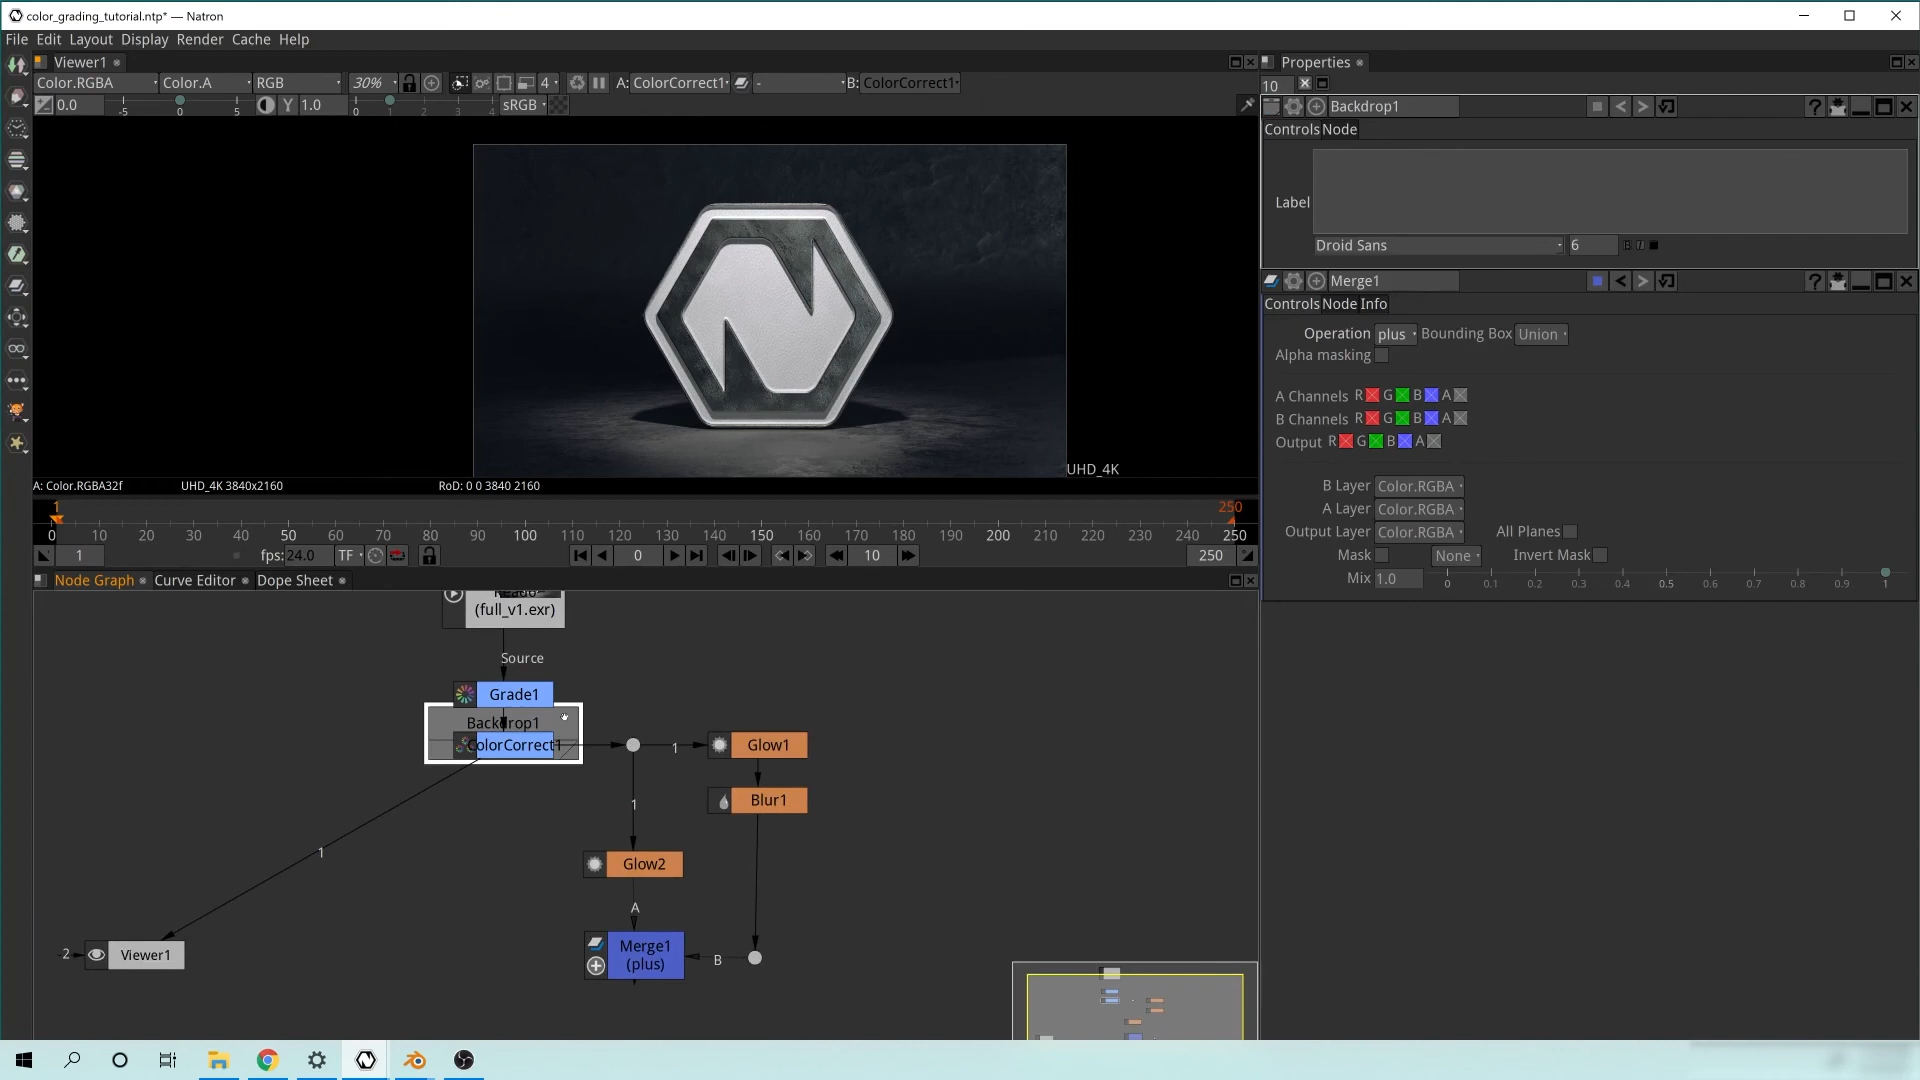 color_grading_tutorial.ntp* — Natron
File Edit Layout Display Render Cache Help
Viewer1
Color.RGBA Color.A RGB 30% 4 A: ColorCorrect1 - B: ColorCorrect1
0.0 -5 0 5 Y 1.0 0 1 2 3 4 sRGB
UHD_4K
A: Color.RGBA32f UHD_4K 3840x2160 RoD: 0 0 3840 2160
1 250
0 10 20 30 40 50 60 70 80 90 100 110 120 130 140 150 160 170 180 190 200 210 220 230 240 250
1 fps: 24.0 TF 0 10 250
Node Graph Curve Editor Dope Sheet
(full_v1.exr)
Source
Grade1
Backdrop1
ColorCorrect1
1
Glow1
Blur1
1
1
Glow2
A
Viewer1
-2
Merge1
(plus)
B
Properties
10
Backdrop1
?
Controls Node
Label
Droid Sans 6
Merge1
?
Controls Node Info
Operation plus Bounding Box Union
Alpha masking
A Channels R G B A
B Channels R G B A
Output R G B A
B Layer Color.RGBA
A Layer Color.RGBA
Output Layer Color.RGBA All Planes
Mask None Invert Mask
Mix 1.0 0 0.1 0.2 0.3 0.4 0.5 0.6 0.7 0.8 0.9 1